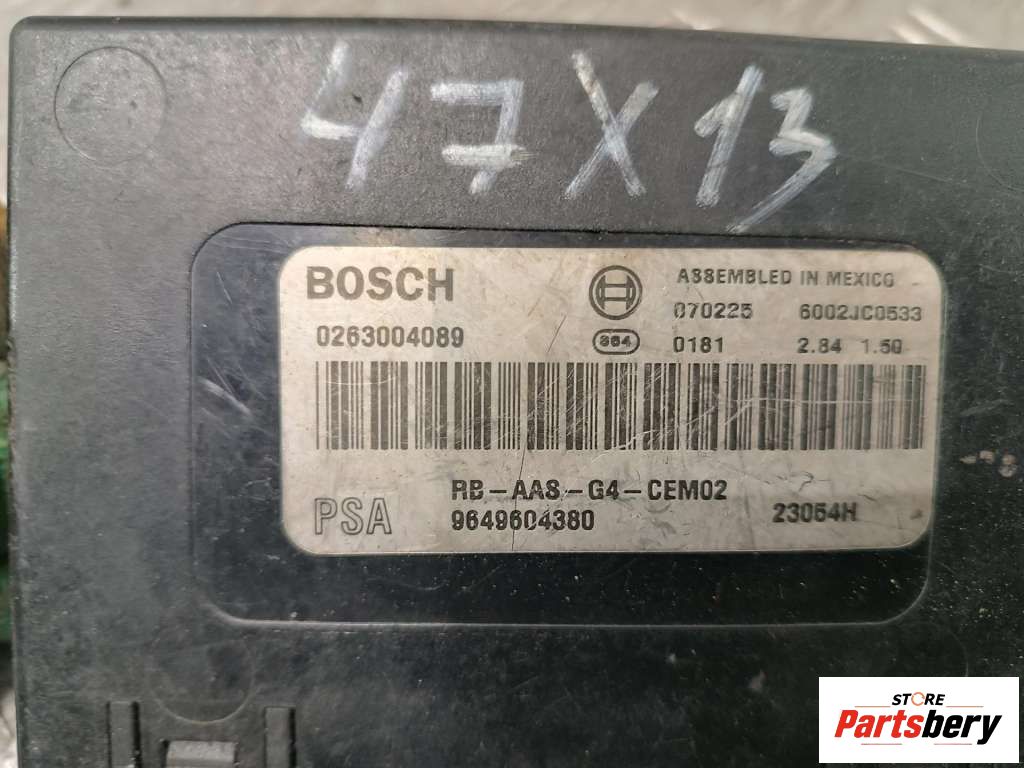 47X13
BOSCH
ASSEMBLED IN MEXICO
070225 6002JC0533
0263004089
364 0181 2.84 1.50
RB-AAS-G4-CEM02
PSA
9649604380
23054H
STORE
Partsbery